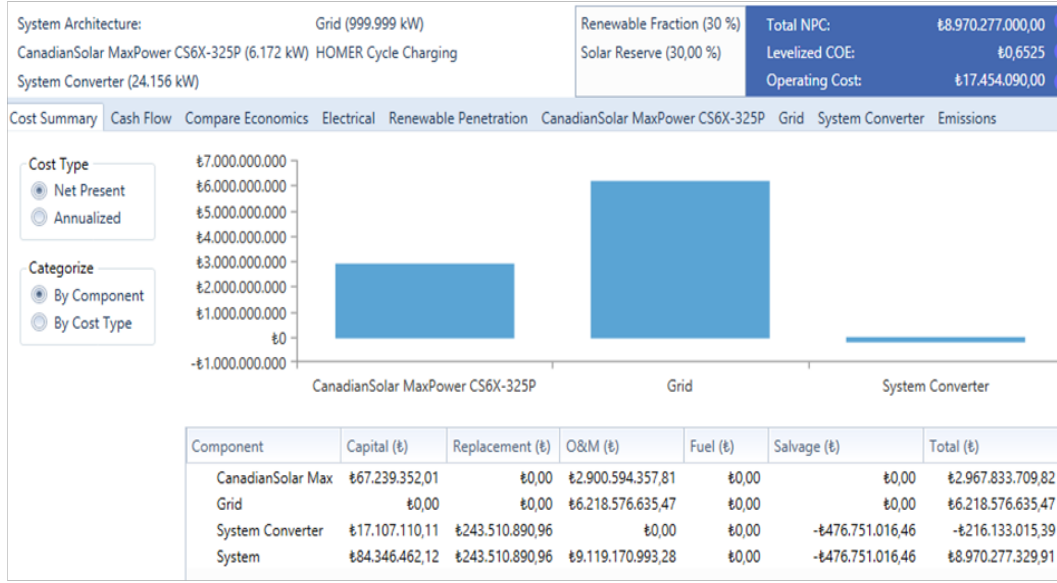 System Architecture: Grid (999.999 kW)
CanadianSolar MaxPower CS6X-325P (6.172 kW) HOMER Cycle Charging
System Converter (24.156 kW)
Renewable Fraction (30 %)
Solar Reserve (30,00 %)
Total NPC: ₺8.970.277.000,00
Levelized COE: ₺0,6525
Operating Cost: ₺17.454.090,00
Cost Summary Cash Flow Compare Economics Electrical Renewable Penetration CanadianSolar MaxPower CS6X-325P Grid System Converter Emissions
Cost Type
Net Present
Annualized
Categorize
By Component
By Cost Type
₺7.000.000.000
₺6.000.000.000
₺5.000.000.000
₺4.000.000.000
₺3.000.000.000
₺2.000.000.000
₺1.000.000.000
₺0
-₺1.000.000.000
CanadianSolar MaxPower CS6X-325P Grid System Converter
Component Capital (₺) Replacement (₺) O&M (₺) Fuel (₺) Salvage (₺) Total (₺)
CanadianSolar Max ₺67.239.352,01 ₺0,00 ₺2.900.594.357,81 ₺0,00 ₺0,00 ₺2.967.833.709,82
Grid ₺0,00 ₺0,00 ₺6.218.576.635,47 ₺0,00 ₺0,00 ₺6.218.576.635,47
System Converter ₺17.107.110,11 ₺243.510.890,96 ₺0,00 ₺0,00 -₺476.751.016,46 -₺216.133.015,39
System ₺84.346.462,12 ₺243.510.890,96 ₺9.119.170.993,28 ₺0,00 -₺476.751.016,46 ₺8.970.277.329,91